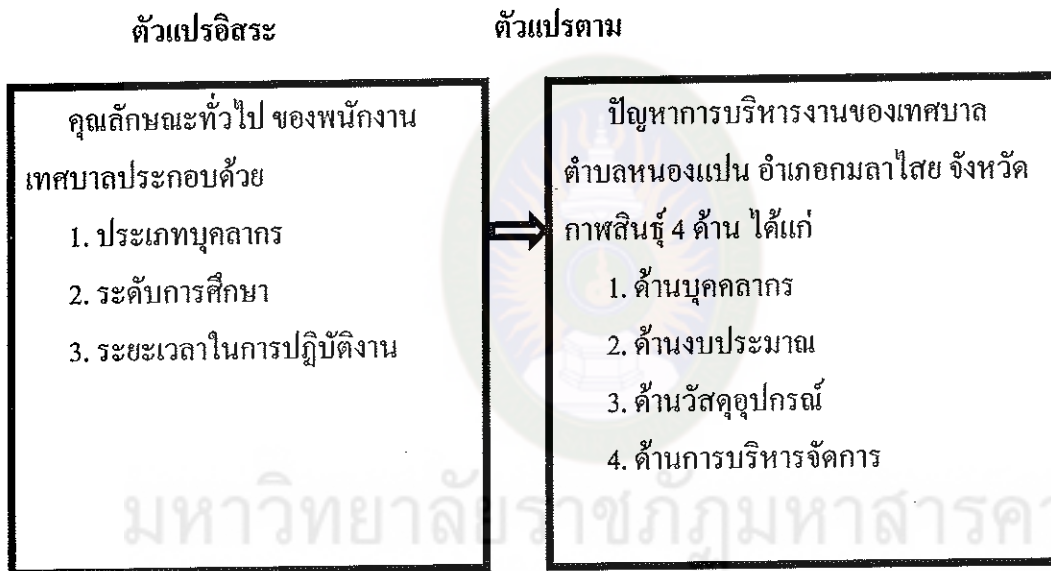 ตัวแปรอิสระ ตัวแปรตาม
คุณลักษณะทั่วไป ของพนักงาน
เทศบาลประกอบด้วย
1. ประเภทบุคลากร
2. ระดับการศึกษา
3. ระยะเวลาในการปฏิบัติงาน
ปัญหาการบริหารงานของเทศบาล
ตำบลหนองแปน อำเภอกมลาไสย จังหวัด
กาฬสินธุ์ 4 ด้าน ได้แก่
1. ด้านบุคคลากร
2. ด้านงบประมาณ
3. ด้านวัสดุอุปกรณ์
4. ด้านการบริหารจัดการ
มหาวิทยาลัยราชภัฏมหาสารคา